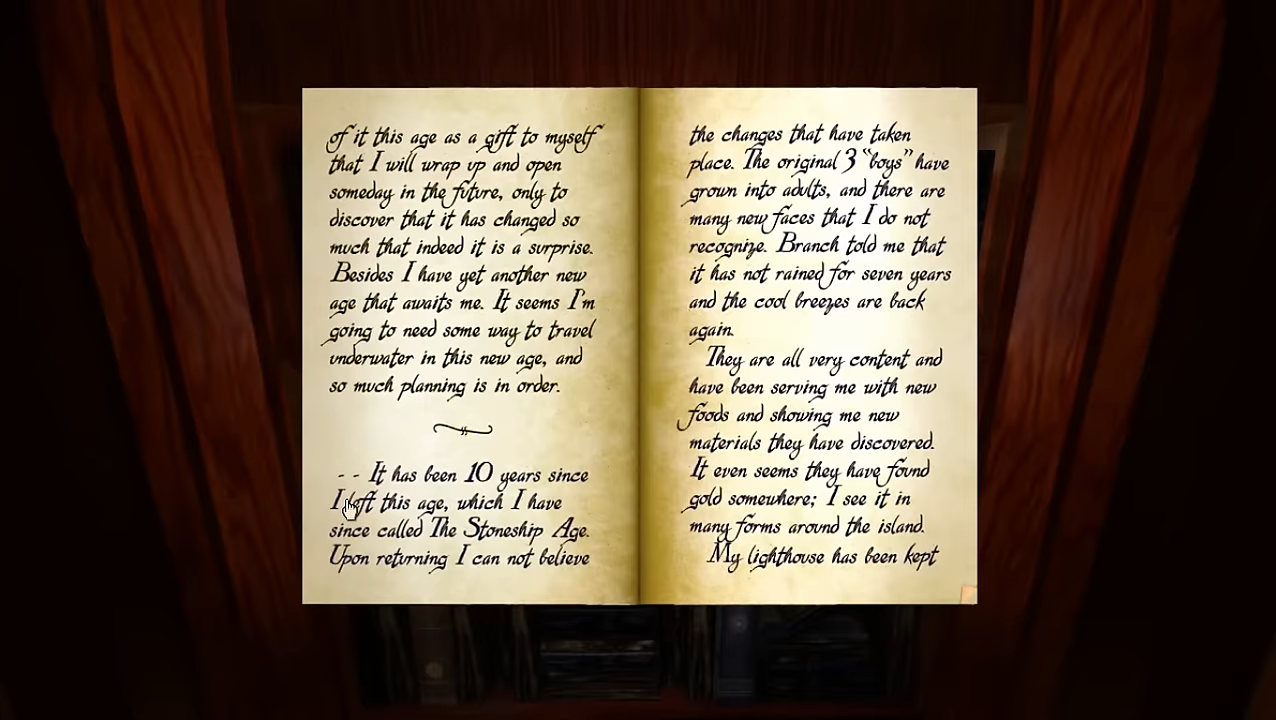 of it this age as a gift to myself
that I will wrap up and open
someday in the future, only to
discover that it has changed so
much that indeed it is a surprise.
Besides I have yet another new
age that awaits me. It seems I'm
going to need some way to travel
underwater in this new age, and
so much planning is in order.
- - It has been 10 years since
I left this age, which I have
since called The Stoneship Age.
Upon returning I can not believe
the changes that have taken
place. The original 3 "boys" have
grown into adults, and there are
many new faces that I do not
recognize. Branch told me that
it has not rained for seven years
and the cool breezes are back
again.
They are all very content and
have been serving me with new
foods and showing me new
materials they have discovered.
It even seems they have found
gold somewhere; I see it in
many forms around the island.
My lighthouse has been kept